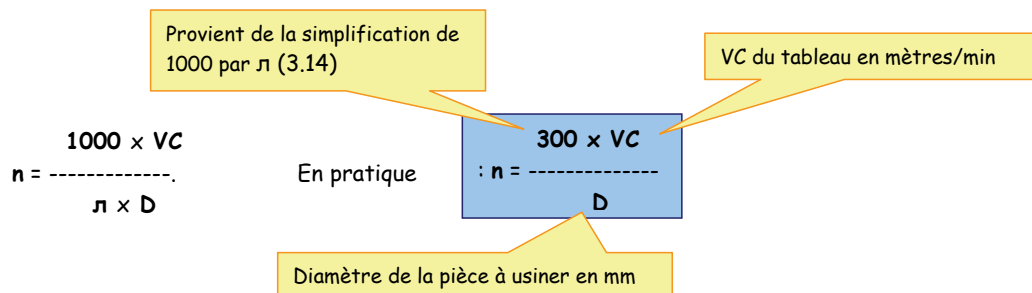 Provient de la simplification de
1000 par л (3.14)
VC du tableau en mètres/min
1000 x VC
n = -------------.
л x D
En pratique
300 x VC
: n = --------------
D
Diamètre de la pièce à usiner en mm